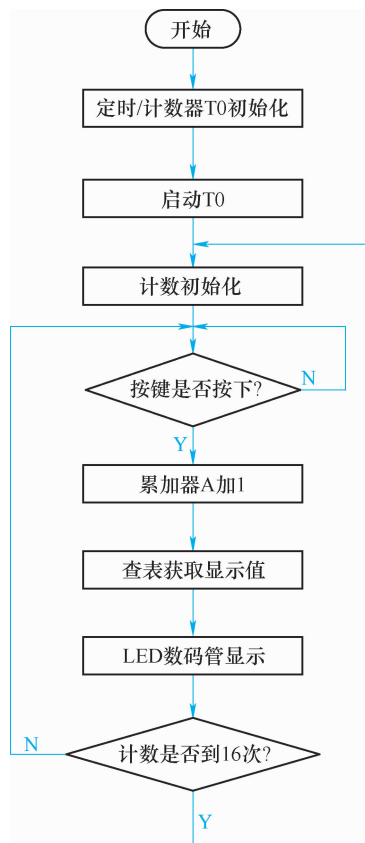 开始
定时/计数器T0初始化
启动T0
计数初始化
按键是否按下?
N
Y
累加器A加1
查表获取显示值
LED数码管显示
计数是否到16次?
N
Y